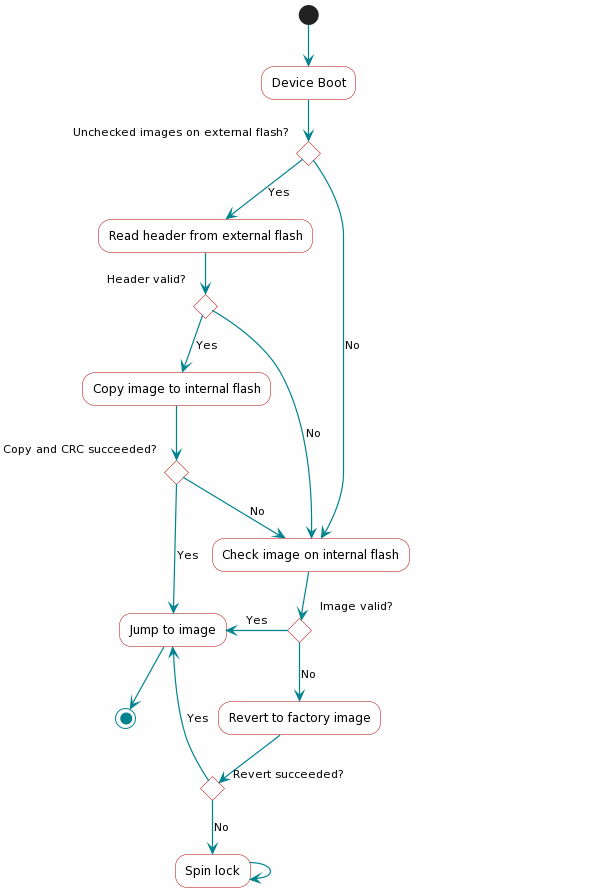 Device Boot
Unchecked images on external flash?
Yes
Read header from external flash
Header valid?
Yes
No
Copy image to internal flash
No
Copy and CRC succeeded?
No
Check image on internal flash
Yes
Image valid?
Yes
Jump to image
No
Revert to factory image
Yes
Revert succeeded?
No
Spin lock